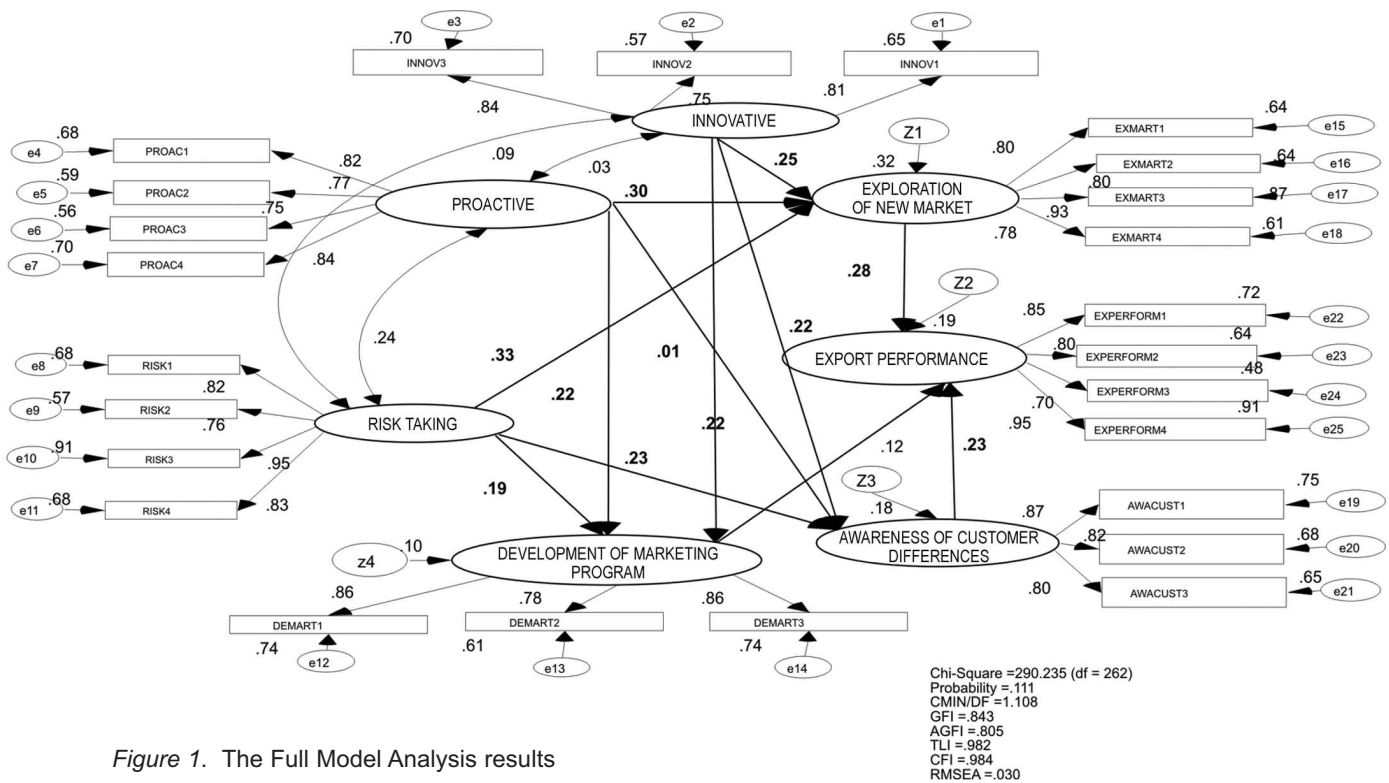 e3
e2
e1
.70
.57
.65
INNOV3
INNOV2
INNOV1
.84
.75
.81
INNOVATIVE
e4
.68
PROAC1
.82
e5
.59
PROAC2
.77
e6
.56
PROAC3
.75
e7
.70
PROAC4
.84
PROACTIVE
.09
.03
.24
Z1
.32
EXPLORATION
OF NEW MARKET
.25
.30
.80
EXMART1
.64
e15
EXMART2
.64
e16
.80
EXMART3
.87
e17
.93
EXMART4
.61
e18
.78
.28
Z2
.19
EXPORT PERFORMANCE
.85
EXPERFORM1
.72
e22
.80
EXPERFORM2
.64
e23
EXPERFORM3
.48
e24
.70
EXPERFORM4
.91
e25
.95
e8
.68
RISK1
.82
e9
.57
RISK2
.76
e10
.91
RISK3
.95
e11
.68
RISK4
.83
RISK TAKING
.33
.22
.01
.22
.22
.23
.19
.12
.23
Z3
.18
AWARENESS OF CUSTOMER
DIFFERENCES
.87
AWACUST1
.75
e19
.82
AWACUST2
.68
e20
.80
AWACUST3
.65
e21
z4
.10
DEVELOPMENT OF MARKETING
PROGRAM
.86
.78
.86
DEMART1
DEMART2
DEMART3
.74
.61
.74
e12
e13
e14
Chi-Square =290.235 (df = 262)
Probability =.111
CMIN/DF =1.108
GFI =.843
AGFI =.805
TLI =.982
CFI =.984
RMSEA =.030
Figure 1. The Full Model Analysis results